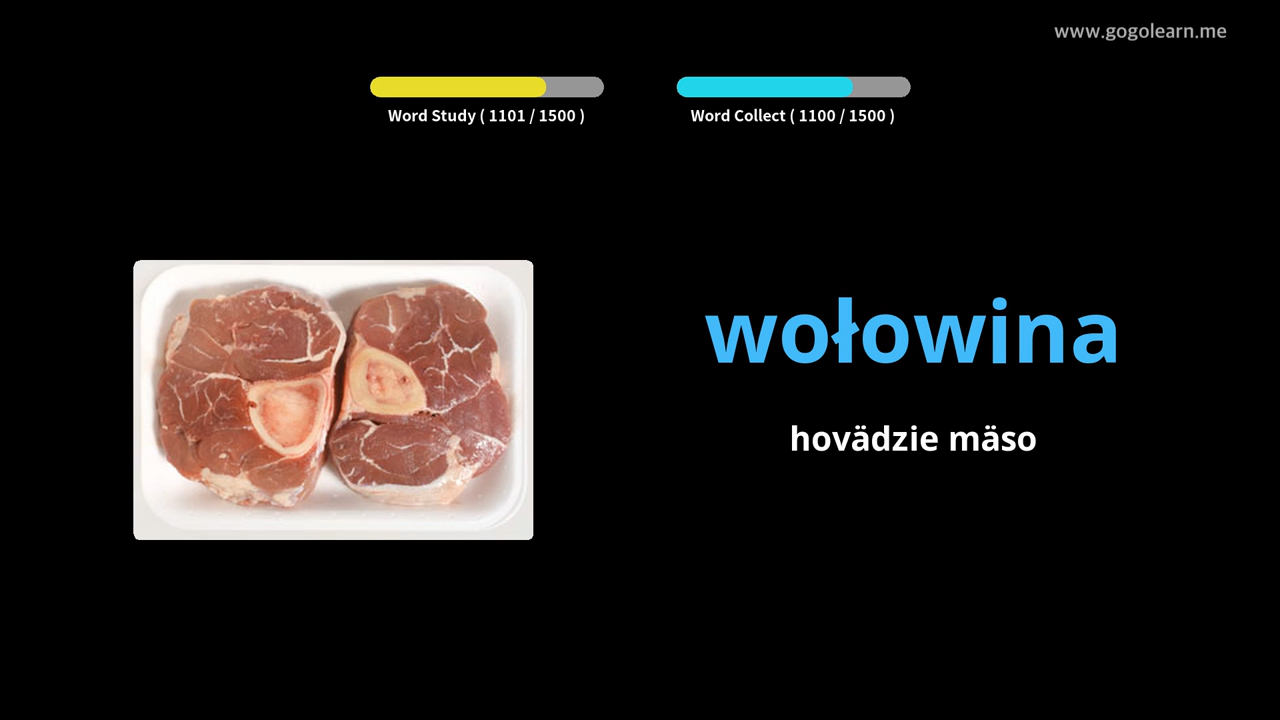 www.gogolearn.me
Word Study ( 1101 / 1500 )
Word Collect ( 1100 / 1500 )
wołowina
hovädzie mäso